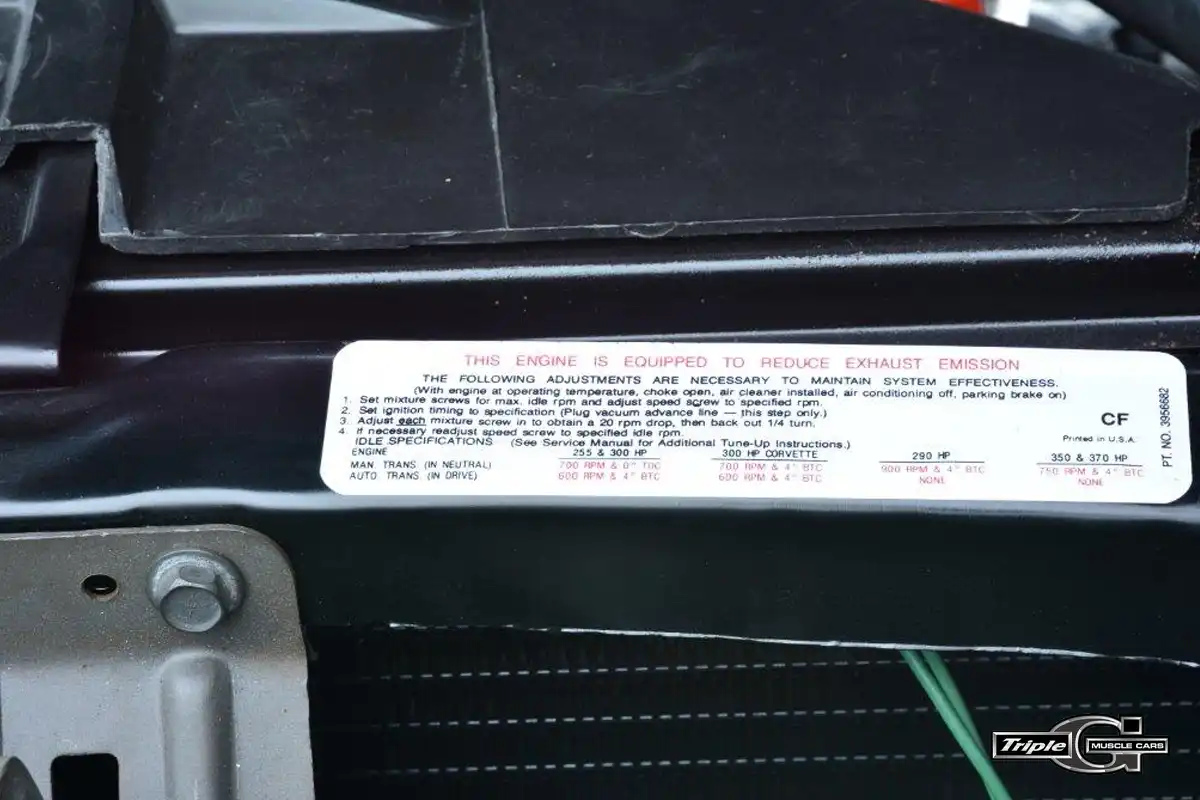 THIS ENGINE IS EQUIPPED TO REDUCE EXHAUST EMISSION
THE FOLLOWING ADJUSTMENTS ARE NECESSARY TO MAINTAIN SYSTEM EFFECTIVENESS.
(With engine at operating temperature, choke open, air cleaner installed, air conditioning off, parking brake on)
1. Set mixture screws for max. idle rpm and adjust speed screw to specified rpm.
2. Set ignition timing to specification (Plug vacuum advance line — this step only.)
3. Adjust each mixture screw in to obtain a 20 rpm drop, then back out 1/4 turn.
4. If necessary readjust speed screw to specified idle rpm.
IDLE SPECIFICATIONS (See Service Manual for Additional Tune-Up Instructions.)
ENGINE 255 & 300 HP 300 HP CORVETTE 290 HP 350 & 370 HP
MAN. TRANS (IN NEUTRAL) 700 RPM & 0° TDC 700 RPM & 4° BTC 900 RPM & 4° BTC 750 RPM & 4° BTC
AUTO TRANS (IN DRIVE) 600 RPM & 4° BTC 600 RPM & 4° BTC NONE NONE
CF
Printed in U.S.A.
PT. NO. 3956682
Triple Gi MUSCLE CARS